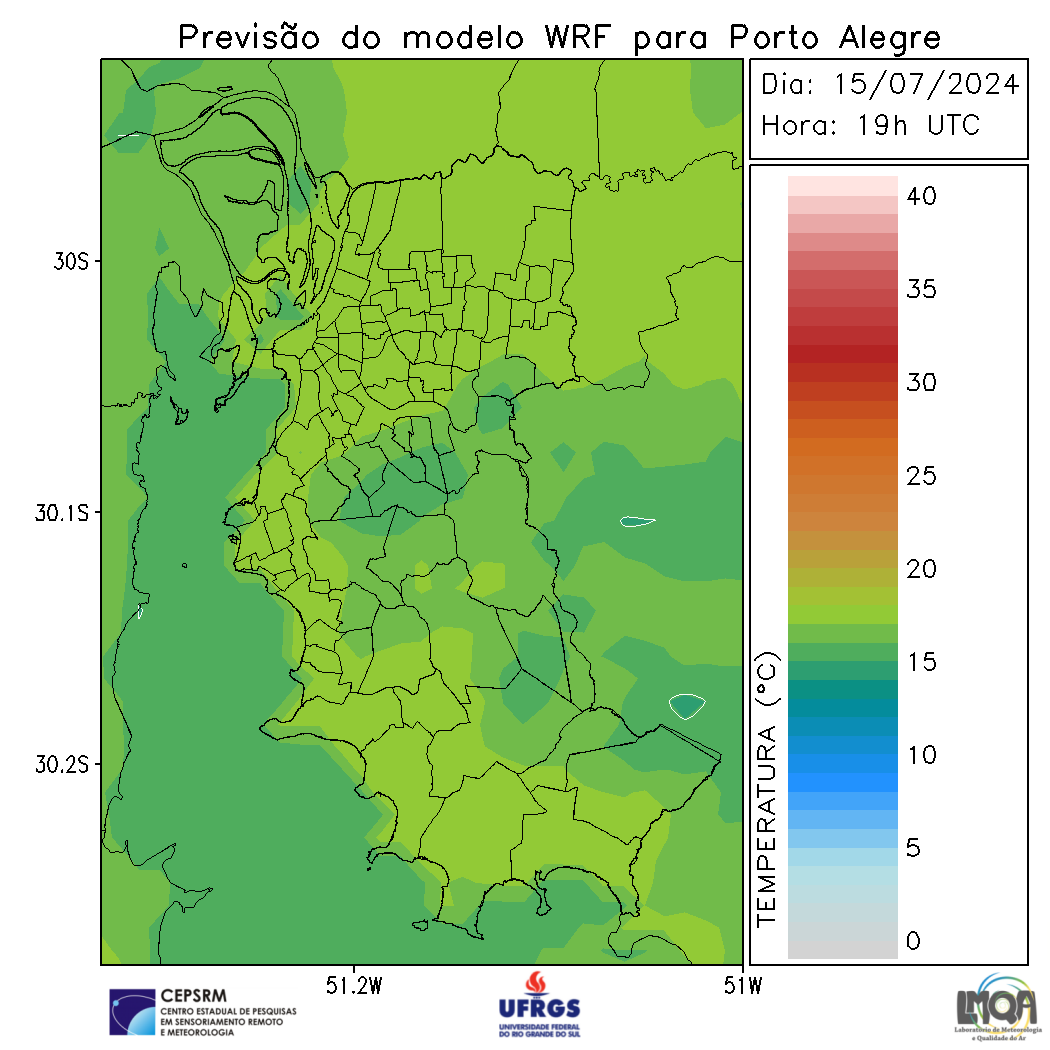 Previsão do modelo WRF para Porto Alegre
Dia: 15/07/2024
Hora: 19h UTC
30S
30.1S
30.2S
51.2W
51W
TEMPERATURA (°C)
40
35
30
25
20
15
10
5
0
CEPSRM
CENTRO ESTADUAL DE PESQUISAS
EM SENSORIAMENTO REMOTO
E METEOROLOGIA
UFRGS
UNIVERSIDADE FEDERAL
DO RIO GRANDE DO SUL
LMQA
Laboratório de Meteorologia
e Qualidade do Ar